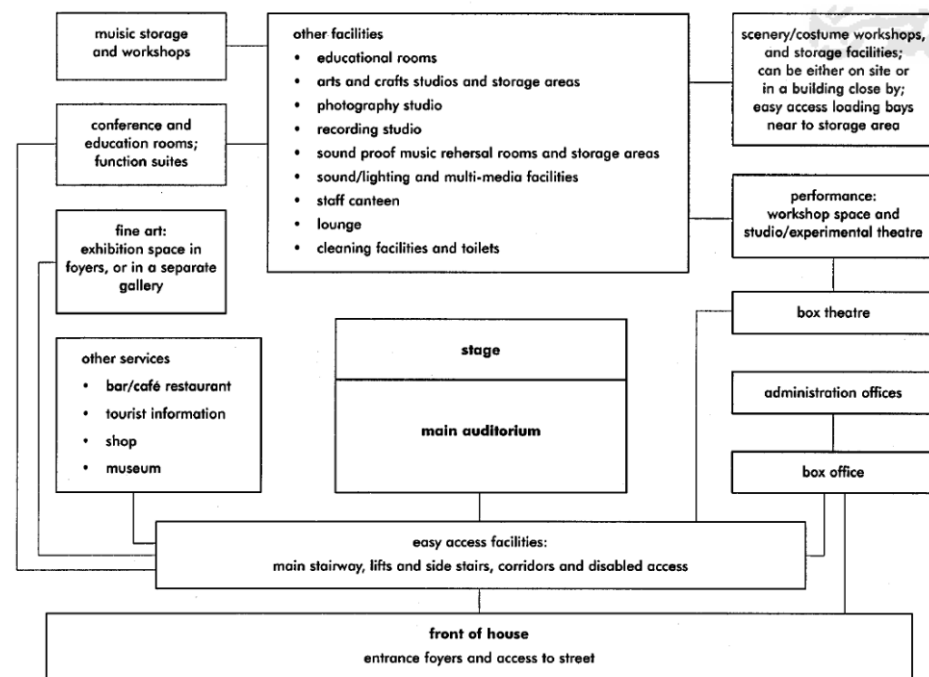 muisic storage
and workshops
other facilities
• educational rooms
• arts and crafts studios and storage areas
• photography studio
• recording studio
• sound proof music rehersal rooms and storage areas
• sound/lighting and multi-media facilities
• staff canteen
• lounge
• cleaning facilities and toilets
scenery/costume workshops,
and storage facilities;
can be either on site or
in a building close by;
easy access loading bays
near to storage area
conference and
education rooms;
function suites
performance:
workshop space and
studio/experimental theatre
fine art:
exhibition space in
foyers, or in a separate
gallery
box theatre
stage
main auditorium
other services
• bar/café restaurant
• tourist information
• shop
• museum
administration offices
box office
easy access facilities:
main stairway, lifts and side stairs, corridors and disabled access
front of house
entrance foyers and access to street